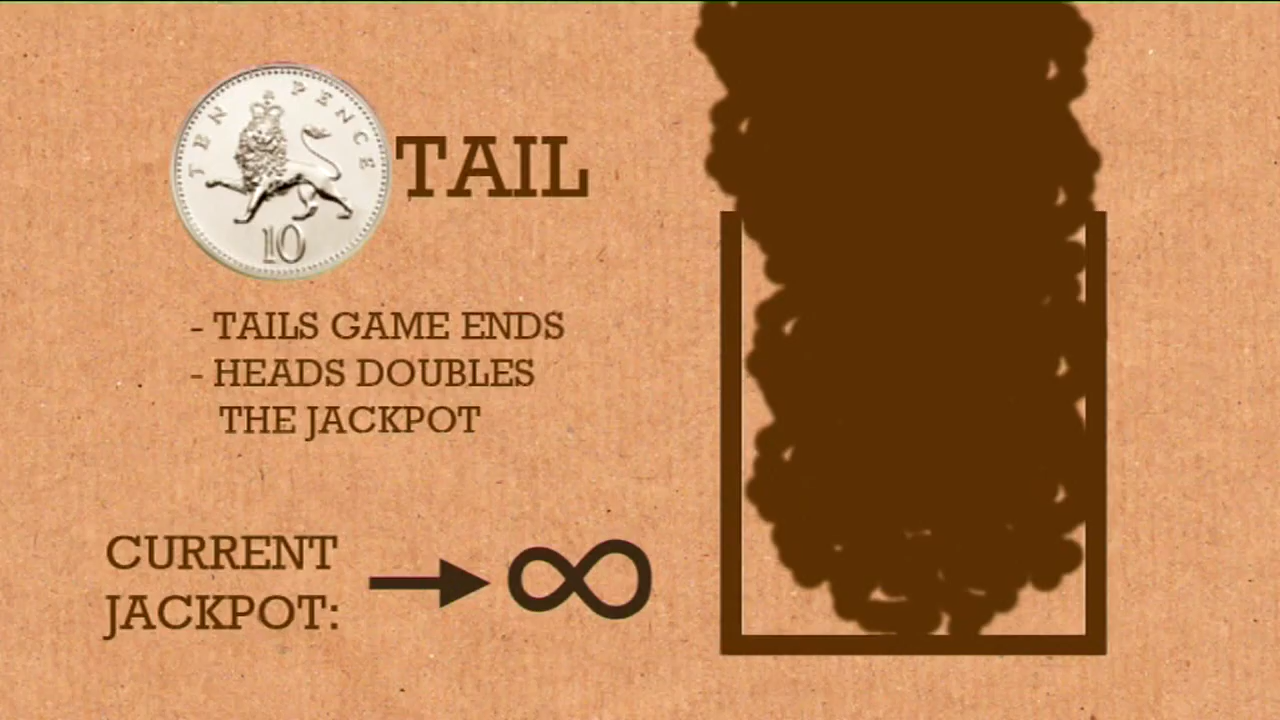 TEN PENCE
10
TAIL
- TAILS GAME ENDS
- HEADS DOUBLES
THE JACKPOT
CURRENT
JACKPOT: → ∞